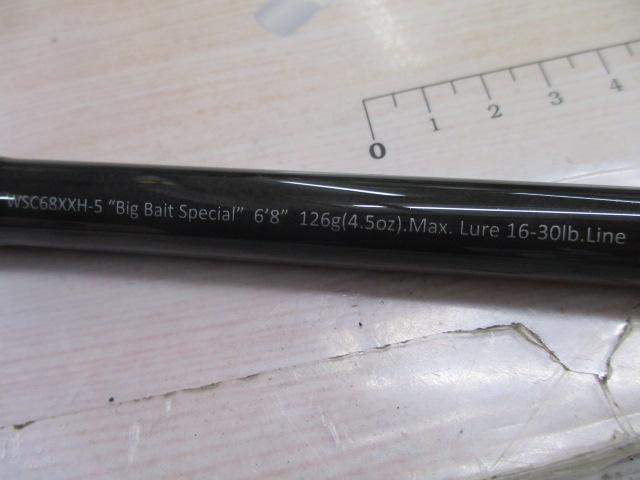 WSC68XXH-5 “Big Bait Special” 6’8” 126g(4.5oz).Max. Lure 16-30lb.Line
0 1 2 3 4